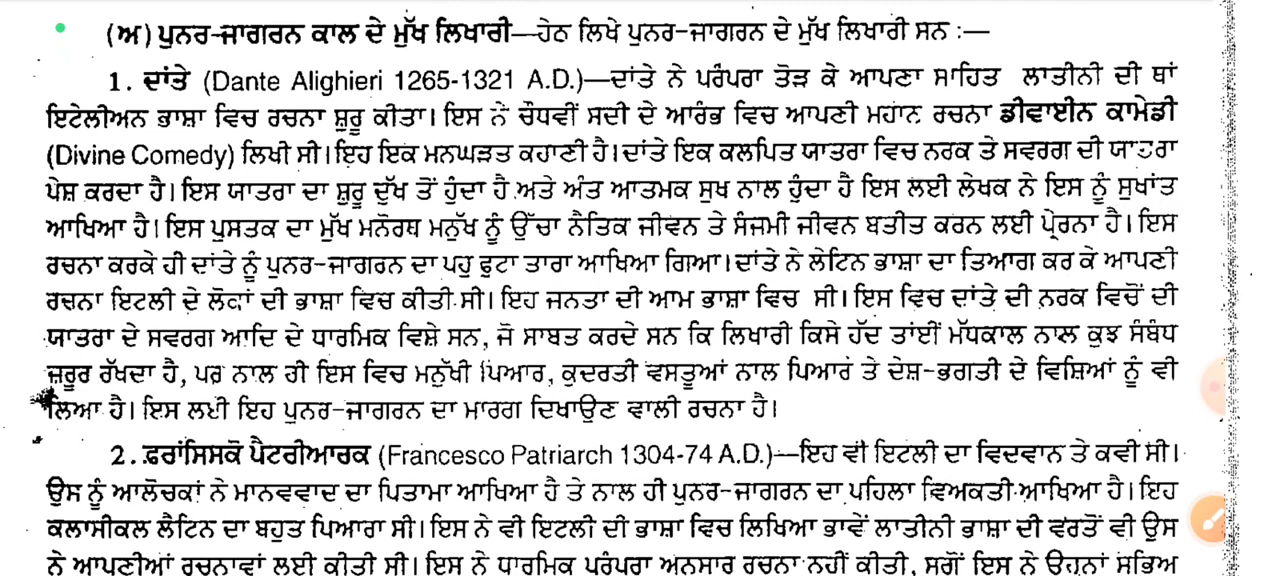 (ਅ) ਪੁਨਰ-ਜਾਗਰਨ ਕਾਲ ਦੇ ਮੁੱਖ ਲਿਖਾਰੀ—ਹੇਠ ਲਿਖੇ ਪੁਨਰ-ਜਾਗਰਨ ਦੇ ਮੁੱਖ ਲਿਖਾਰੀ ਸਨ :—
1. ਦਾਂਤੇ (Dante Alighieri 1265-1321 A.D.)—ਦਾਂਤੇ ਨੇ ਪਰੰਪਰਾ ਤੋੜ ਕੇ ਆਪਣਾ ਸਾਹਿਤ ਲਾਤੀਨੀ ਦੀ ਥਾਂ
ਇਟੇਲੀਅਨ ਭਾਸ਼ਾ ਵਿਚ ਰਚਨਾ ਸ਼ੁਰੂ ਕੀਤਾ। ਇਸ ਨੇ ਚੌਧਵੀਂ ਸਦੀ ਦੇ ਆਰੰਭ ਵਿਚ ਆਪਣੀ ਮਹਾਨ ਰਚਨਾ ਡੀਵਾਈਨ ਕਾਮੇਡੀ
(Divine Comedy) ਲਿਖੀ ਸੀ। ਇਹ ਇਕ ਮਨਘੜਤ ਕਹਾਣੀ ਹੈ। ਦਾਂਤੇ ਇਕ ਕਲਪਿਤ ਯਾਤਰਾ ਵਿਚ ਨਰਕ ਤੇ ਸਵਰਗ ਦੀ ਯਾਤਰਾ
ਪੇਸ਼ ਕਰਦਾ ਹੈ। ਇਸ ਯਾਤਰਾ ਦਾ ਸ਼ੁਰੂ ਦੁੱਖ ਤੋਂ ਹੁੰਦਾ ਹੈ ਅਤੇ ਅੰਤ ਆਤਮਕ ਸੁਖ ਨਾਲ ਹੁੰਦਾ ਹੈ ਇਸ ਲਈ ਲੇਖਕ ਨੇ ਇਸ ਨੂੰ ਸੁਖਾਂਤ
ਆਖਿਆ ਹੈ। ਇਸ ਪੁਸਤਕ ਦਾ ਮੁੱਖ ਮਨੋਰਥ ਮਨੁੱਖ ਨੂੰ ਉੱਚਾ ਨੈਤਿਕ ਜੀਵਨ ਤੇ ਸੰਜਮੀ ਜੀਵਨ ਬਤੀਤ ਕਰਨ ਲਈ ਪ੍ਰੇਰਨਾ ਹੈ। ਇਸ
ਰਚਨਾ ਕਰਕੇ ਹੀ ਦਾਂਤੇ ਨੂੰ ਪੁਨਰ-ਜਾਗਰਨ ਦਾ ਪਹੁ ਫੁਟਾ ਤਾਰਾ ਆਖਿਆ ਗਿਆ। ਦਾਂਤੇ ਨੇ ਲੇਟਿਨ ਭਾਸ਼ਾ ਦਾ ਤਿਆਗ ਕਰ ਕੇ ਆਪਣੀ
ਰਚਨਾ ਇਟਲੀ ਦੇ ਲੋਕਾਂ ਦੀ ਭਾਸ਼ਾ ਵਿਚ ਕੀਤੀ ਸੀ। ਇਹ ਜਨਤਾ ਦੀ ਆਮ ਭਾਸ਼ਾ ਵਿਚ ਸੀ। ਇਸ ਵਿਚ ਦਾਂਤੇ ਦੀ ਨਰਕ ਵਿਚੋਂ ਦੀ
ਯਾਤਰਾ ਦੇ ਸਵਰਗ ਆਦਿ ਦੇ ਧਾਰਮਿਕ ਵਿਸ਼ੇ ਸਨ, ਜੋ ਸਾਬਤ ਕਰਦੇ ਸਨ ਕਿ ਲਿਖਾਰੀ ਕਿਸੇ ਹੱਦ ਤਾਂਈਂ ਮੱਧਕਾਲ ਨਾਲ ਕੁਝ ਸੰਬੰਧ
ਜ਼ਰੂਰ ਰੱਖਦਾ ਹੈ, ਪਰ ਨਾਲ ਹੀ ਇਸ ਵਿਚ ਮਨੁੱਖੀ ਪਿਆਰ, ਕੁਦਰਤੀ ਵਸਤੂਆਂ ਨਾਲ ਪਿਆਰ ਤੇ ਦੇਸ਼-ਭਗਤੀ ਦੇ ਵਿਸ਼ਿਆਂ ਨੂੰ ਵੀ
ਲਿਆ ਹੈ। ਇਸ ਲਈ ਇਹ ਪੁਨਰ-ਜਾਗਰਨ ਦਾ ਮਾਰਗ ਦਿਖਾਉਣ ਵਾਲੀ ਰਚਨਾ ਹੈ।
2. ਫਰਾਂਸਿਸਕੋ ਪੈਟਰੀਆਰਕ (Francesco Patriarch 1304-74 A.D.)—ਇਹ ਵੀ ਇਟਲੀ ਦਾ ਵਿਦਵਾਨ ਤੇ ਕਵੀ ਸੀ।
ਉਸ ਨੂੰ ਆਲੋਚਕਾਂ ਨੇ ਮਾਨਵਵਾਦ ਦਾ ਪਿਤਾਮਾ ਆਖਿਆ ਹੈ ਤੇ ਨਾਲ ਹੀ ਪੁਨਰ-ਜਾਗਰਨ ਦਾ ਪਹਿਲਾ ਵਿਅਕਤੀ ਆਖਿਆ ਹੈ। ਇਹ
ਕਲਾਸੀਕਲ ਲੈਟਿਨ ਦਾ ਬਹੁਤ ਪਿਆਰਾ ਸੀ। ਇਸ ਨੇ ਵੀ ਇਟਲੀ ਦੀ ਭਾਸ਼ਾ ਵਿਚ ਲਿਖਿਆ ਭਾਵੇਂ ਲਾਤੀਨੀ ਭਾਸ਼ਾ ਦੀ ਵਰਤੋਂ ਵੀ ਉਸ
ਨੇ ਆਪਣੀਆਂ ਰਚਨਾਵਾਂ ਲਈ ਕੀਤੀ ਸੀ। ਇਸ ਨੇ ਧਾਰਮਿਕ ਪਰੰਪਰਾ ਅਨੁਸਾਰ ਰਚਨਾ ਨਹੀਂ ਕੀਤੀ, ਸਗੋਂ ਇਸ ਨੇ ਉਹਨਾਂ ਸਭਿਅ